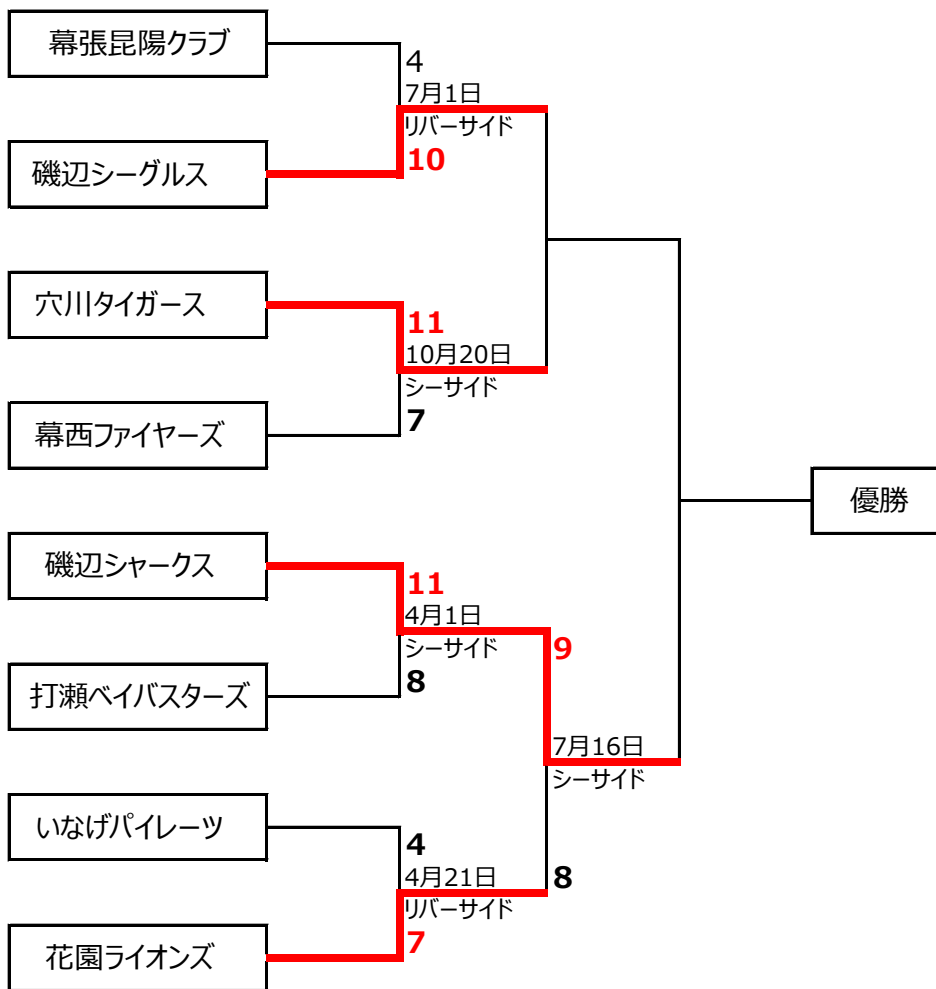 幕張昆陽クラブ
4
7月1日
リバーサイド
10
磯辺シーグルス
穴川タイガース
11
10月20日
シーサイド
7
幕西ファイヤーズ
優勝
磯辺シャークス
11
4月1日
シーサイド
8
9
打瀬ベイバスターズ
7月16日
シーサイド
いなげパイレーツ
4
4月21日
リバーサイド
7
8
花園ライオンズ